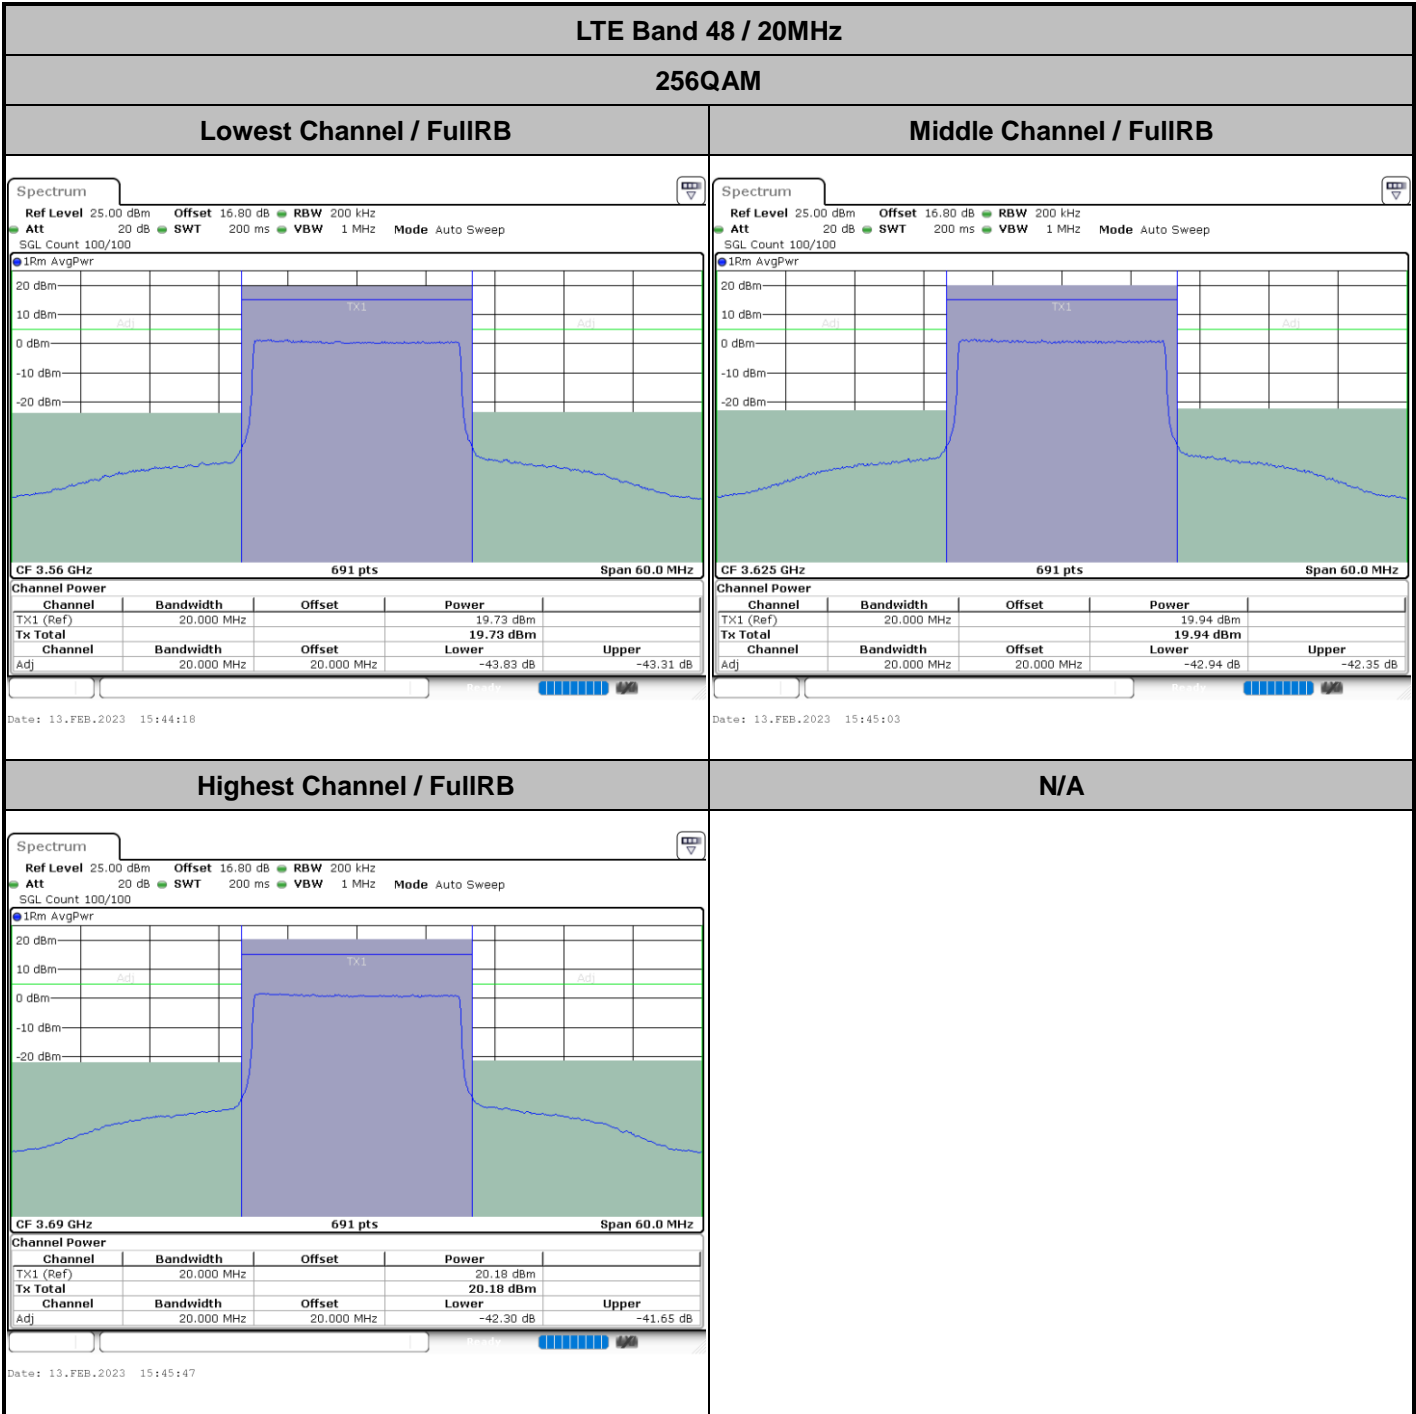 LTE Band 48 / 20MHz
256QAM
Lowest Channel / FullRB
Middle Channel / FullRB
Spectrum
Ref Level 25.00 dBm Offset 16.80 dB RBW 200 kHz
Att 20 dB SWT 200 ms VBW 1 MHz Mode Auto Sweep
SGL Count 100/100
1Rm AvgPwr
20 dBm
10 dBm
0 dBm
-10 dBm
-20 dBm
Adj
TX1
Adj
CF 3.56 GHz 691 pts Span 60.0 MHz
Channel Power
Channel Bandwidth Offset Power
TX1 (Ref) 20.000 MHz 19.73 dBm
Tx Total 19.73 dBm
Channel Bandwidth Offset Lower Upper
Adj 20.000 MHz 20.000 MHz -43.83 dB -43.31 dB
Ready
Date: 13.FEB.2023 15:44:18
Spectrum
Ref Level 25.00 dBm Offset 16.80 dB RBW 200 kHz
Att 20 dB SWT 200 ms VBW 1 MHz Mode Auto Sweep
SGL Count 100/100
1Rm AvgPwr
20 dBm
10 dBm
0 dBm
-10 dBm
-20 dBm
Adj
TX1
Adj
CF 3.625 GHz 691 pts Span 60.0 MHz
Channel Power
Channel Bandwidth Offset Power
TX1 (Ref) 20.000 MHz 19.94 dBm
Tx Total 19.94 dBm
Channel Bandwidth Offset Lower Upper
Adj 20.000 MHz 20.000 MHz -42.94 dB -42.35 dB
Ready
Date: 13.FEB.2023 15:45:03
Highest Channel / FullRB
N/A
Spectrum
Ref Level 25.00 dBm Offset 16.80 dB RBW 200 kHz
Att 20 dB SWT 200 ms VBW 1 MHz Mode Auto Sweep
SGL Count 100/100
1Rm AvgPwr
20 dBm
10 dBm
0 dBm
-10 dBm
-20 dBm
Adj
TX1
Adj
CF 3.69 GHz 691 pts Span 60.0 MHz
Channel Power
Channel Bandwidth Offset Power
TX1 (Ref) 20.000 MHz 20.18 dBm
Tx Total 20.18 dBm
Channel Bandwidth Offset Lower Upper
Adj 20.000 MHz 20.000 MHz -42.30 dB -41.65 dB
Ready
Date: 13.FEB.2023 15:45:47